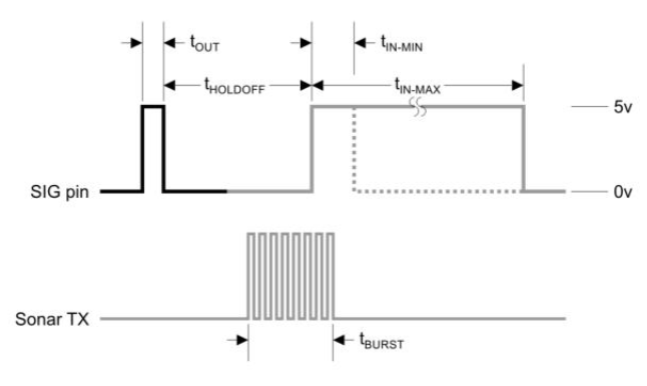 tOUT
tIN-MIN
tHOLDOFF
tIN-MAX
5v
SIG pin
0v
Sonar TX
tBURST